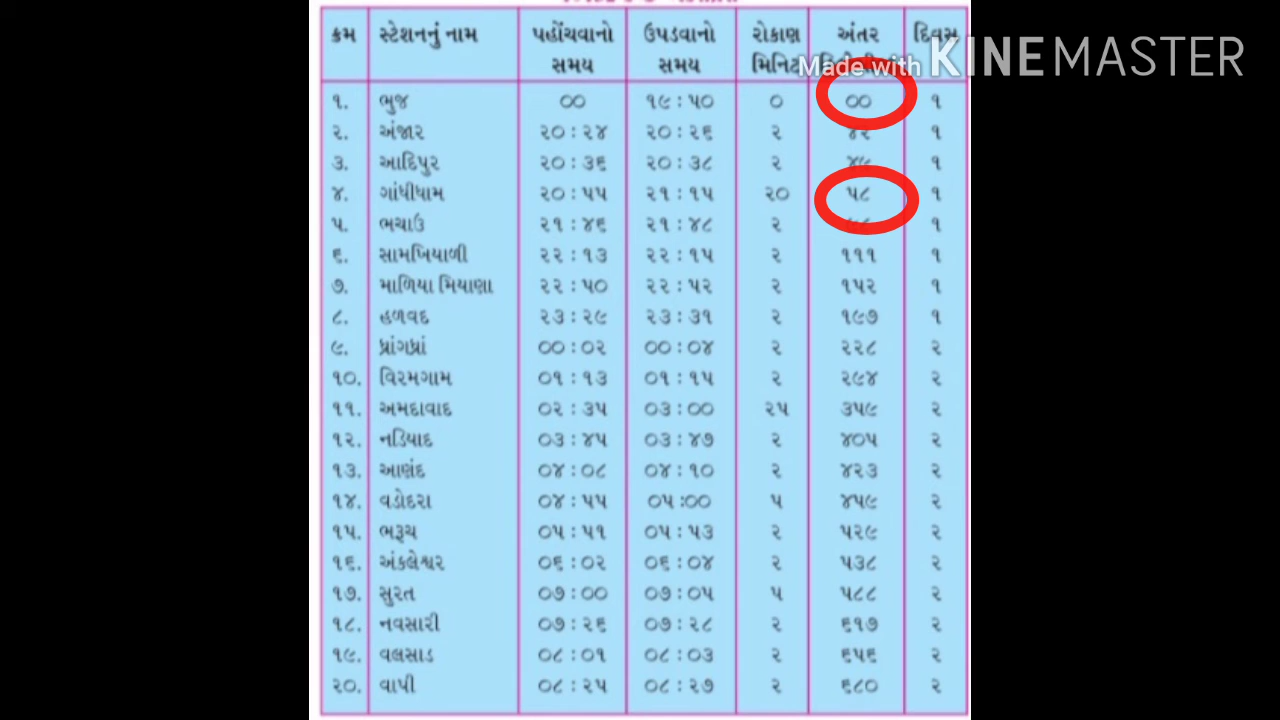 ક્રમ સ્ટેશનનું નામ પહોંચવાનો ઉપડવાનો રોકાણ અંતર દિવસ
સમય સમય મિનિટ
Made with KINEMASTER
૧. ભુજ ૦૦ ૧૯:૫૦ ૦ ૦૦ ૧
૨. અંજાર ૨૦:૨૪ ૨૦:૨૬ ૨ ૪૨ ૧
૩. આદિપુર ૨૦:૩૬ ૨૦:૩૮ ૨ ૪૯ ૧
૪. ગાંધીધામ ૨૦:૫૫ ૨૧:૧૫ ૨૦ ૫૮ ૧
૫. ભચાઉ ૨૧:૪૬ ૨૧:૪૮ ૨ ૧
૬. સામખિયાળી ૨૨:૧૩ ૨૨:૧૫ ૨ ૧૧૧ ૧
૭. માળિયા મિયાણા ૨૨:૫૦ ૨૨:૫૨ ૨ ૧૫૨ ૧
૮. હળવદ ૨૩:૨૯ ૨૩:૩૧ ૨ ૧૯૭ ૧
૯. ધ્રાંગધ્રાં ૦૦:૦૨ ૦૦:૦૪ ૨ ૨૨૮ ૨
૧૦. વિરમગામ ૦૧:૧૩ ૦૧:૧૫ ૨ ૨૯૪ ૨
૧૧. અમદાવાદ ૦૨:૩૫ ૦૩:૦૦ ૨૫ ૩૫૯ ૨
૧૨. નડિયાદ ૦૩:૪૫ ૦૩:૪૭ ૨ ૪૦૫ ૨
૧૩. આણંદ ૦૪:૦૮ ૦૪:૧૦ ૨ ૪૨૩ ૨
૧૪. વડોદરા ૦૪:૫૫ ૦૫:૦૦ ૫ ૪૫૯ ૨
૧૫. ભરૂચ ૦૫:૫૧ ૦૫:૫૩ ૨ ૫૨૯ ૨
૧૬. અંકલેશ્વર ૦૬:૦૨ ૦૬:૦૪ ૨ ૫૩૮ ૨
૧૭. સુરત ૦૭:૦૦ ૦૭:૦૫ ૫ ૫૮૮ ૨
૧૮. નવસારી ૦૭:૨૬ ૦૭:૨૮ ૨ ૬૧૭ ૨
૧૯. વલસાડ ૦૮:૦૧ ૦૮:૦૩ ૨ ૬૫૬ ૨
૨૦. વાપી ૦૮:૨૫ ૦૮:૨૭ ૨ ૬૮૦ ૨